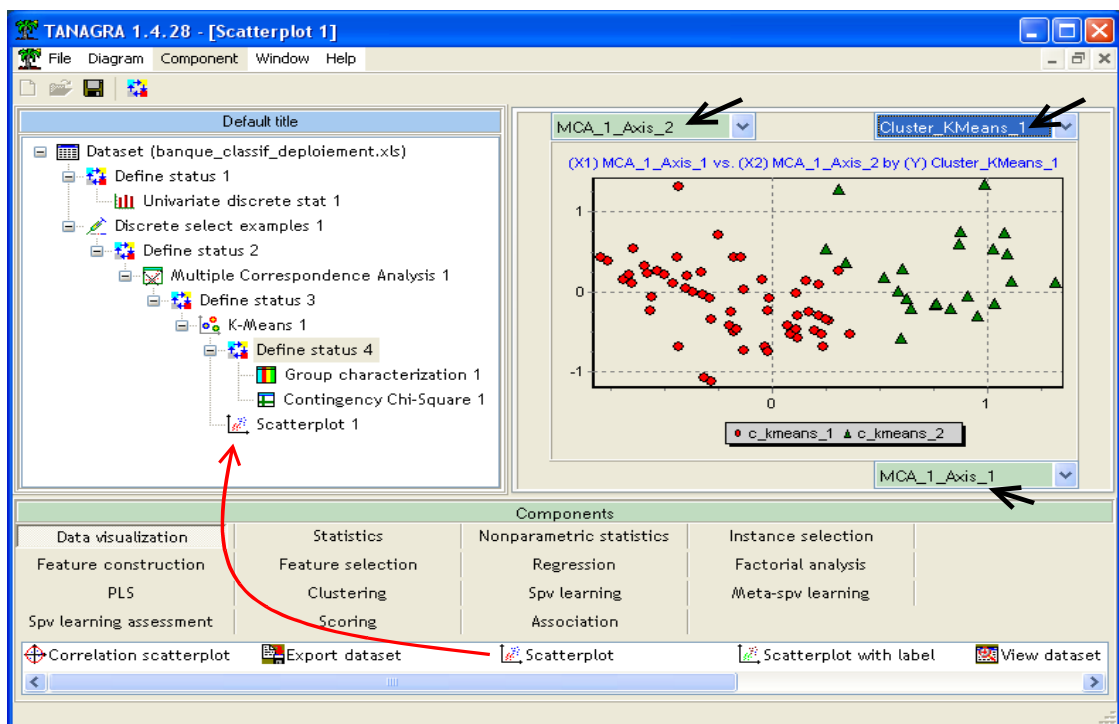 TANAGRA 1.4.28 - [Scatterplot 1]
File Diagram Component Window Help
Default title
Dataset (banque_classif_deploiement.xls)
Define status 1
Univariate discrete stat 1
Discrete select examples 1
Define status 2
Multiple Correspondence Analysis 1
Define status 3
K-Means 1
Define status 4
Group characterization 1
Contingency Chi-Square 1
Scatterplot 1
MCA_1_Axis_2 Cluster_KMeans_1
(X1) MCA_1_Axis_1 vs. (X2) MCA_1_Axis_2 by (Y) Cluster_KMeans_1
1
0
-1
0 1
c_kmeans_1 c_kmeans_2
MCA_1_Axis_1
Components
Data visualization Statistics Nonparametric statistics Instance selection
Feature construction Feature selection Regression Factorial analysis
PLS Clustering Spv learning Meta-spv learning
Spv learning assessment Scoring Association
Correlation scatterplot Export dataset Scatterplot Scatterplot with label View dataset